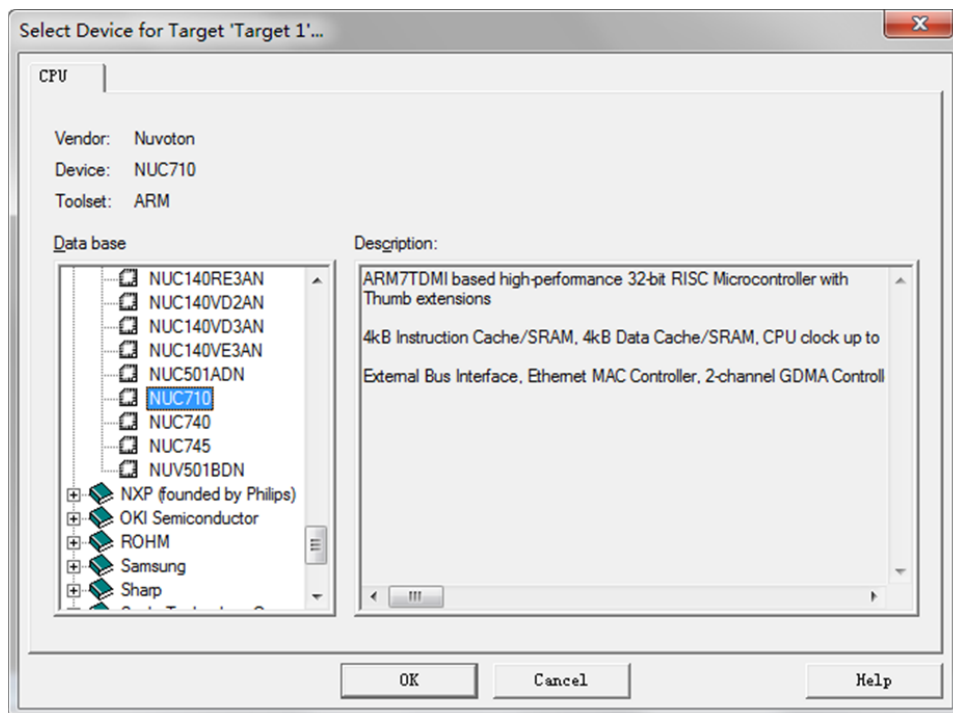 Select Device for Target 'Target 1'...
CPU
Vendor: Nuvoton
Device: NUC710
Toolset: ARM
Data base
Description:
NUC140RE3AN
NUC140VD2AN
NUC140VD3AN
NUC140VE3AN
NUC501ADN
NUC710
NUC740
NUC745
NUV501BDN
NXP (founded by Philips)
OKI Semiconductor
ROHM
Samsung
Sharp
ARM7TDMI based high-performance 32-bit RISC Microcontroller with
Thumb extensions
4kB Instruction Cache/SRAM, 4kB Data Cache/SRAM, CPU clock up to
External Bus Interface, Ethernet MAC Controller, 2-channel GDMA Controll
OK
Cancel
Help